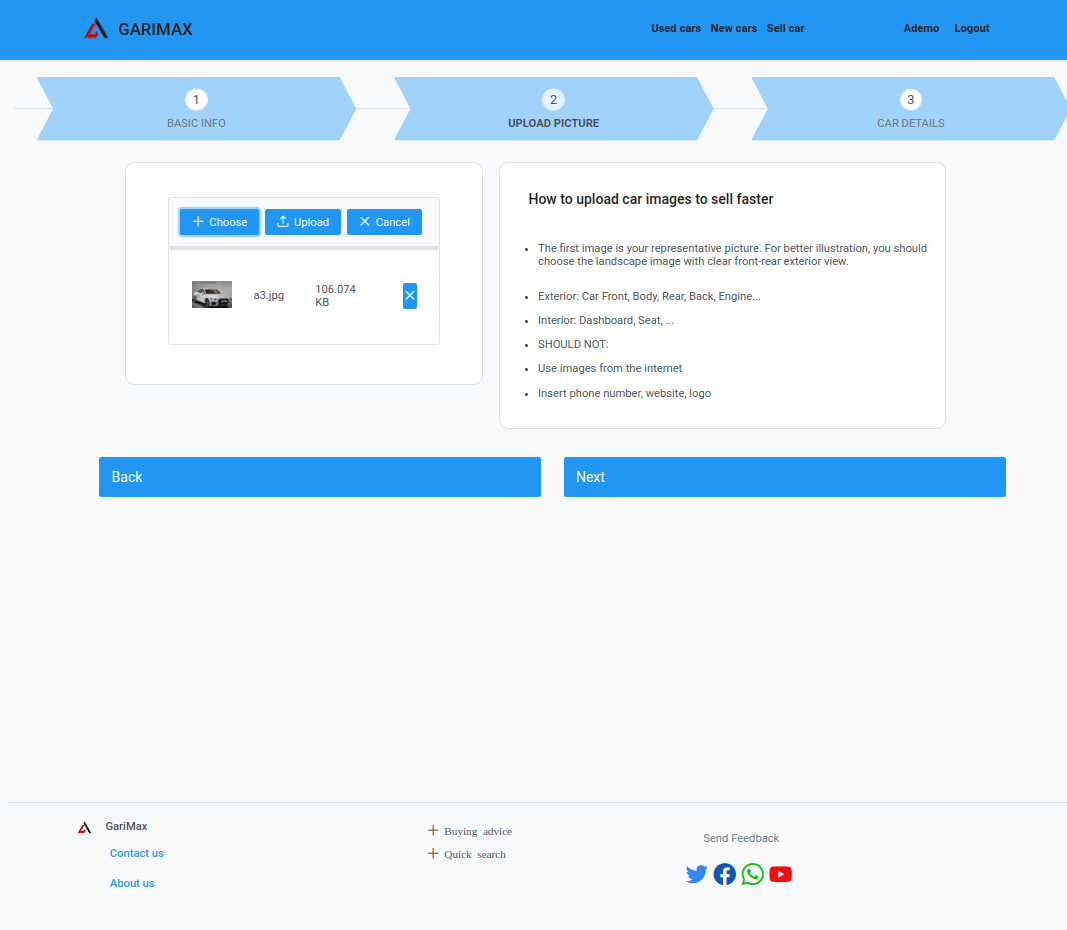 GARIMAX
Used cars New cars Sell car
Ademo Logout
1
BASIC INFO
2
UPLOAD PICTURE
3
CAR DETAILS
Choose
Upload
Cancel
a3.jpg
106.074
KB
How to upload car images to sell faster
• The first image is your representative picture. For better illustration, you should
choose the landscape image with clear front-rear exterior view.
• Exterior: Car Front, Body, Rear, Back, Engine...
• Interior: Dashboard, Seat, ...
• SHOULD NOT:
• Use images from the internet
• Insert phone number, website, logo
Back
Next
GariMax
Contact us
About us
Buying advice
Quick search
Send Feedback